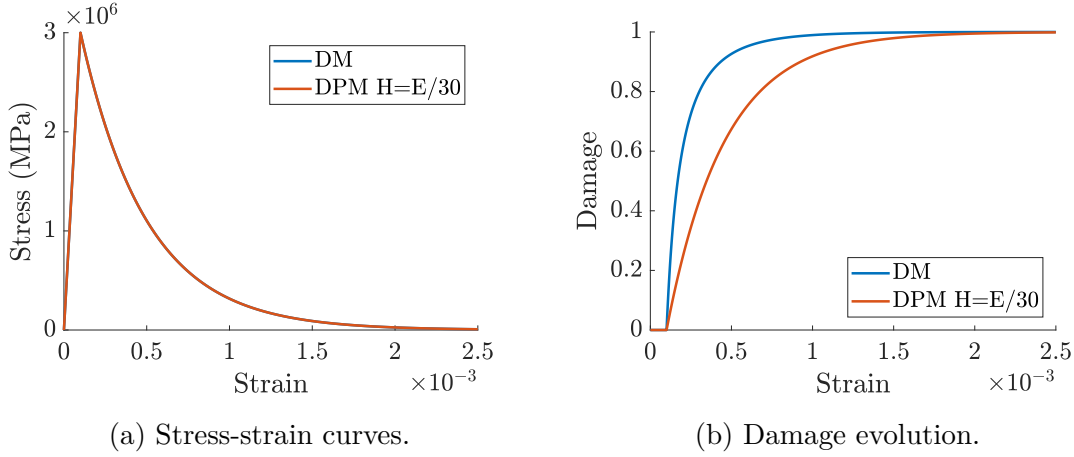 ×10⁶
3
2
1
0
Stress (MPa)
DM
DPM H=E/30
0 0.5 1 1.5 2 2.5
Strain
×10⁻³
(a) Stress-strain curves.
1
0.8
0.6
0.4
0.2
0
Damage
DM
DPM H=E/30
0 0.5 1 1.5 2 2.5
Strain
×10⁻³
(b) Damage evolution.